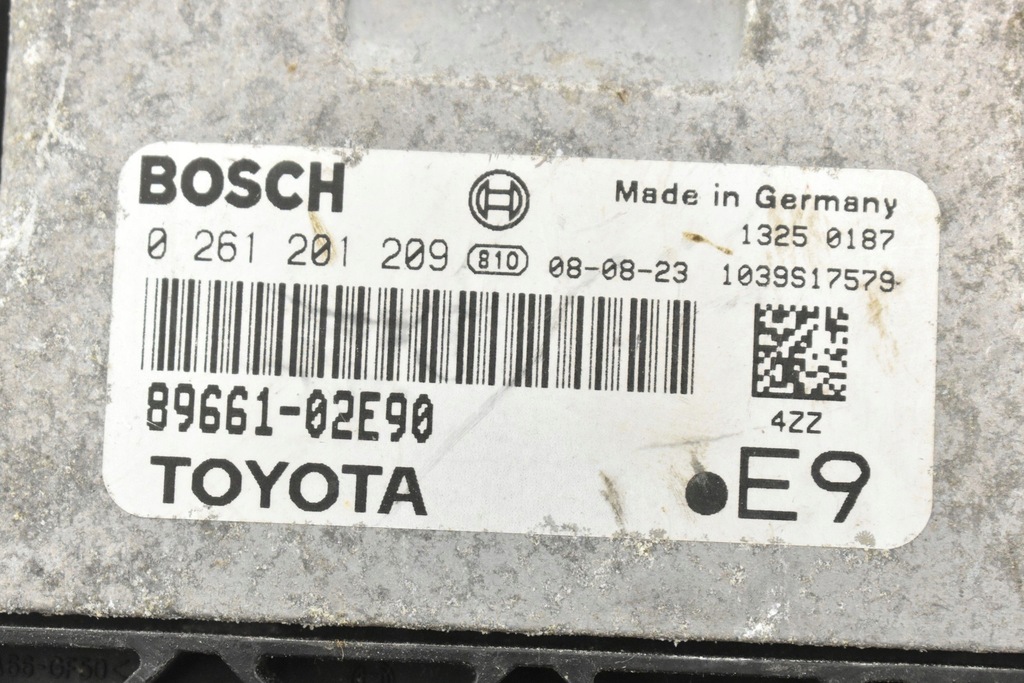 BOSCH
Made in Germany
1325 0187
0 261 201 209 810 08-08-23 1039S17579
89661-02E90
4ZZ
TOYOTA
E9